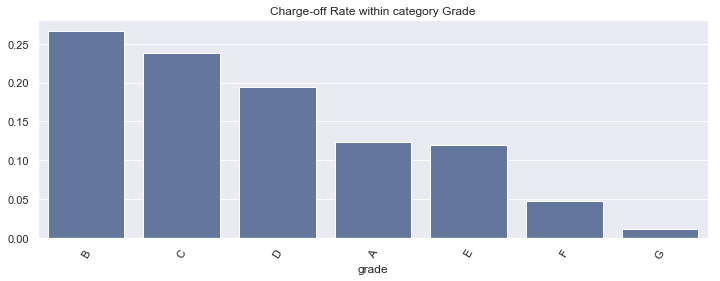 Charge-off Rate within category Grade
0.25
0.20
0.15
0.10
0.05
0.00
B
C
D
A
E
F
G
grade